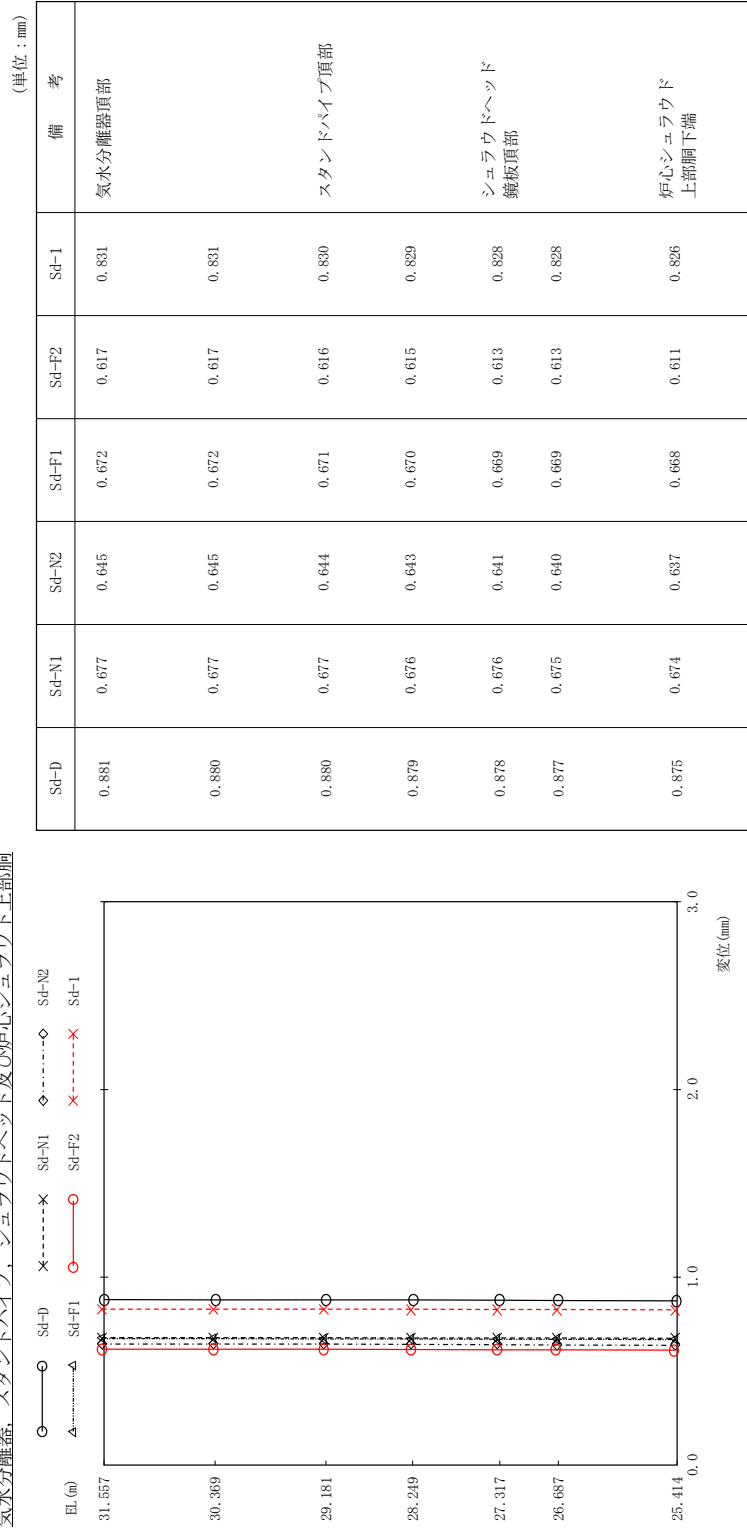 気水分離器，スタンドパイプ，シュラウドヘッド及び炉心シュラウド上部胴
Sd-D Sd-N1 Sd-N2
Sd-F1 Sd-F2 Sd-1
EL(m)
31.557
30.369
29.181
28.249
27.317
26.687
25.414
0.0 1.0 2.0 3.0
変位(mm)
(単位：mm)
Sd-D Sd-N1 Sd-N2 Sd-F1 Sd-F2 Sd-1 備 考
0.881 0.677 0.645 0.672 0.617 0.831 気水分離器頂部
0.880 0.677 0.645 0.672 0.617 0.831
0.880 0.677 0.644 0.671 0.616 0.830 スタンドパイプ頂部
0.879 0.676 0.643 0.670 0.615 0.829
0.878 0.676 0.641 0.669 0.613 0.828 シュラウドヘッド
鏡板頂部
0.877 0.675 0.640 0.669 0.613 0.828
0.875 0.674 0.637 0.668 0.611 0.826 炉心シュラウド
上部胴下端